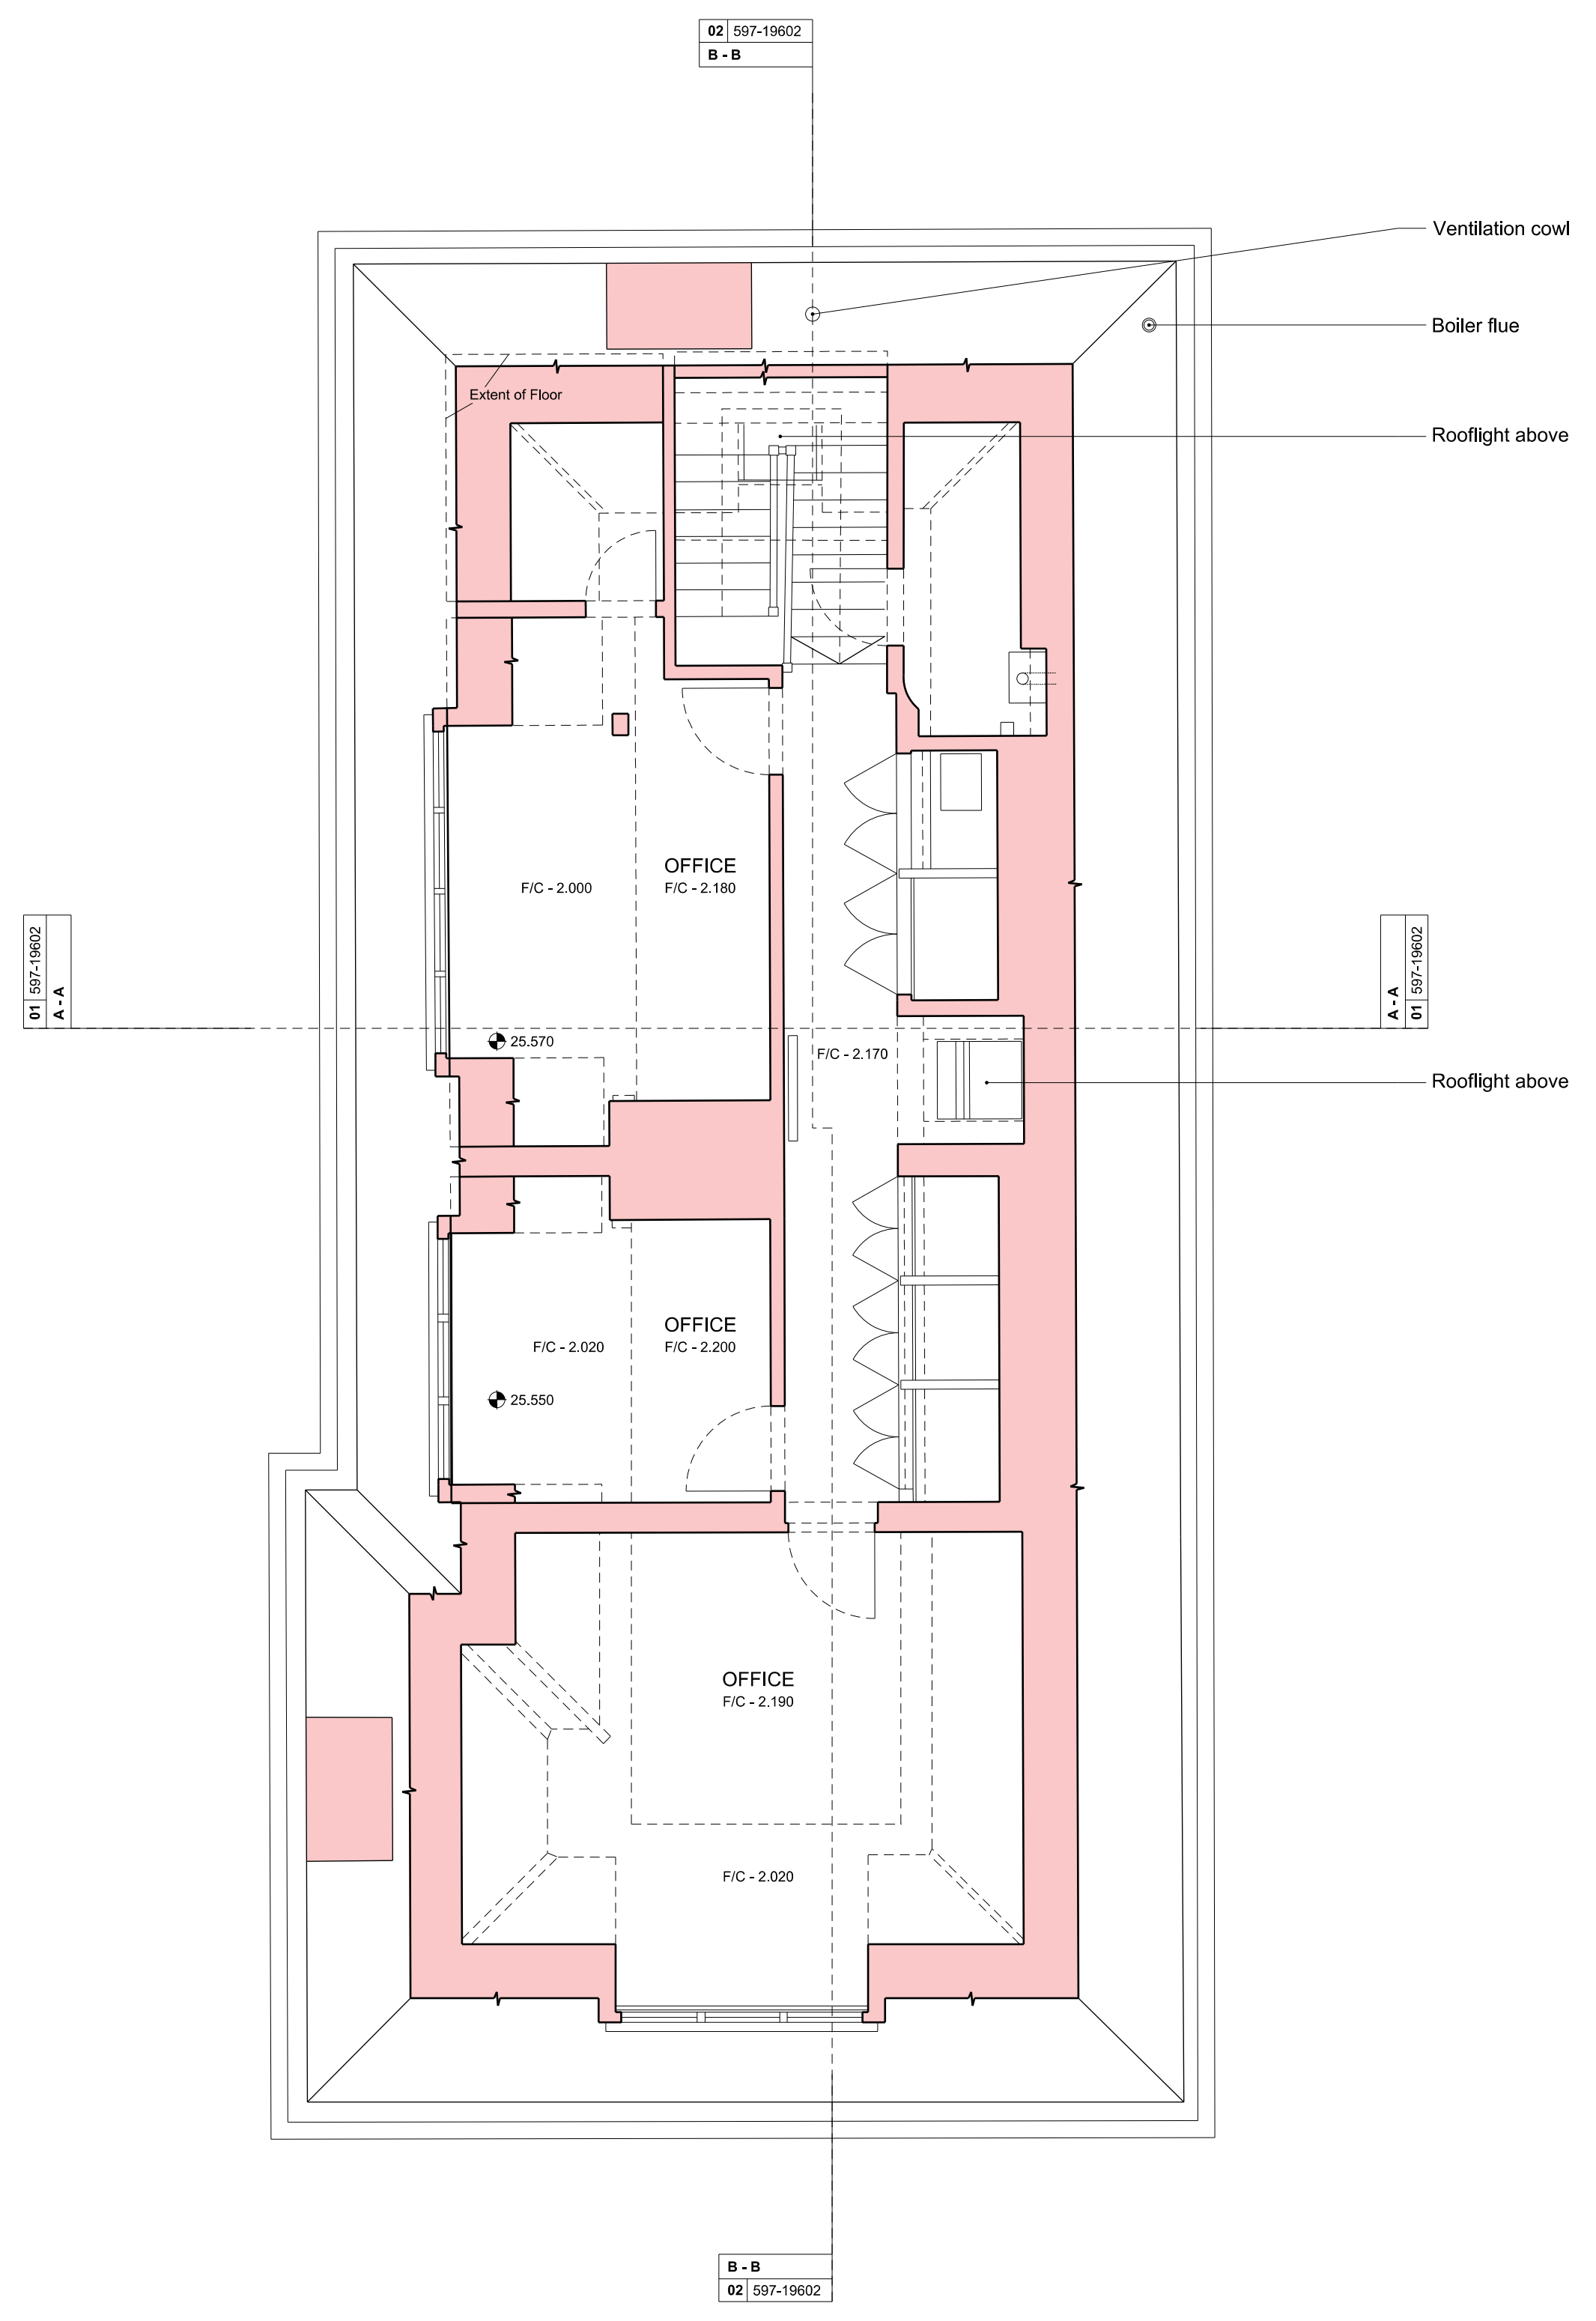 02 597-19602
B - B
Ventilation cowl
Boiler flue
Extent of Floor
Rooflight above
OFFICE
F/C - 2.000
F/C - 2.180
01 597-19602
A - A
A - A
01 597-19602
25.570
F/C - 2.170
Rooflight above
OFFICE
F/C - 2.020
F/C - 2.200
25.550
OFFICE
F/C - 2.190
F/C - 2.020
B - B
02 597-19602